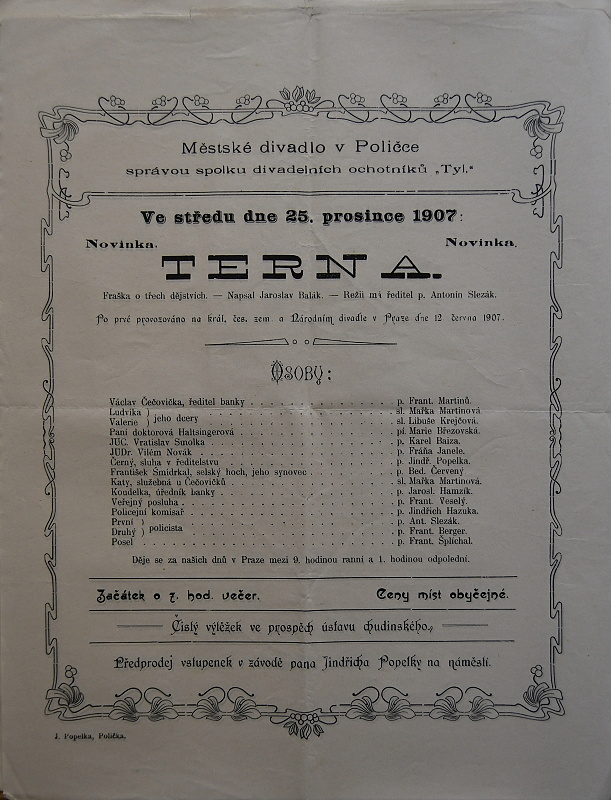 Městské divadlo v Poličce
správou spolku divadelních ochotníků „Tyl.“
Ve středu dne 25. prosince 1907:
Novinka. Novinka.
TERNA.
Fraška o třech dějstvích. — Napsal Jaroslav Balák. — Režii má ředitel p. Antonín Slezák.
Po prvé provozováno na král. čes. zem. a Národním divadle v Praze dne 12. června 1907.
Osoby:
Václav Čečovička, ředitel banky . . . p. Frant. Martinů.
Ludvika } jeho dcery . . . sl. Mařka Martinová
Valerie } . . . sl. Libuše Krejčová.
Paní doktorová Haltsingerová . . . pí. Marie Březovská.
JUC. Vratislav Smolka . . . p. Karel Baiza.
JUDr. Vilém Novák . . . p. Fráňa Janele.
Černý, sluha v ředitelstvu . . . p. Jindř. Popelka.
František Šmidrkal, selský hoch, jeho synovec . . . p. Bed. Červený
Katy, služebná u Čečovičků . . . sl. Mařka Martinová.
Koudelka, úředník banky . . . p. Jarosl. Hamzík.
Veřejný posluha . . . p. Frant. Veselý.
Policejní komisař . . . p. Jindřich Hazuka.
První } policista . . . p. Ant. Slezák.
Druhý } . . . p. Frant. Berger.
Posel . . . p. Frant. Šplíchal.
Děje se za našich dnů v Praze mezi 9. hodinou ranní a 1. hodinou odpolední.
Začátek o 7. hod. večer. Ceny míst obyčejné.
Čistý výtěžek ve prospěch ústavu chudinského.
Předprodej vstupenek v závodě pana Jindřicha Popelky na náměstí.
J. Popelka, Polička.